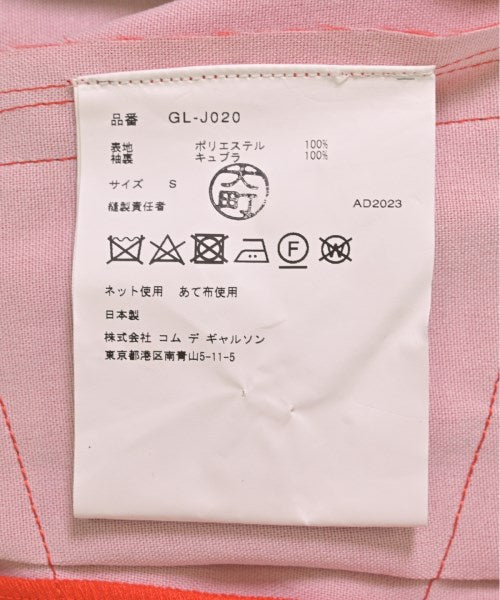 品番 GL-J020
表地 ポリエステル 100%
袖裏 キュプラ 100%
サイズ S
大町
縫製責任者 AD2023
F
W
ネット使用 あて布使用
日本製
株式会社 コム デ ギャルソン
東京都港区南青山5-11-5